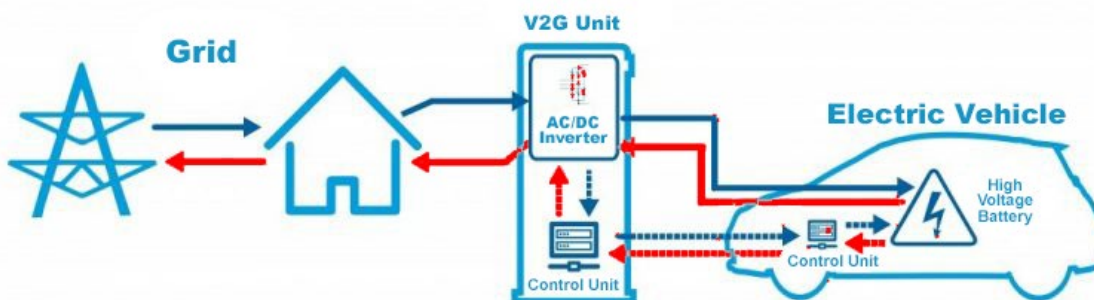 V2G Unit
Grid
AC/DC
Inverter
Electric Vehicle
High
Voltage
Battery
Control Unit
Control Unit